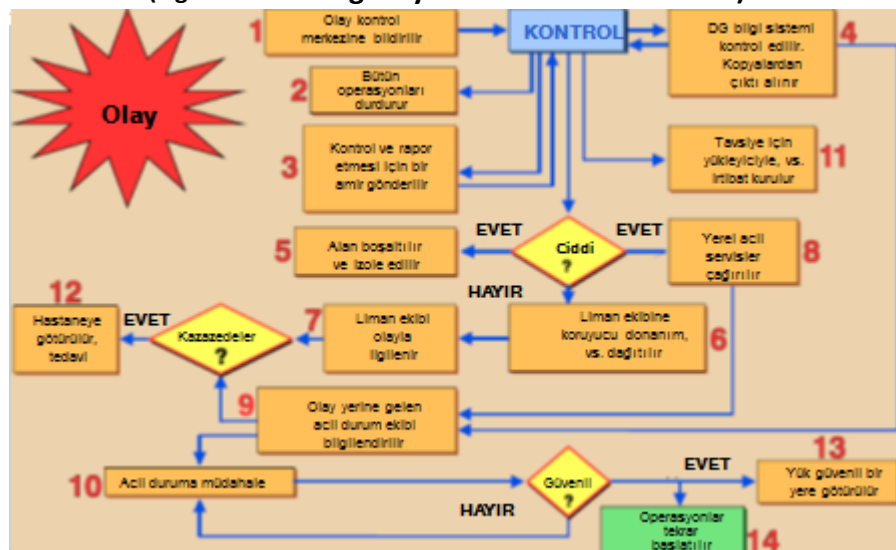 Olay
1
Olay kontrol
merkezine bildirilir
KONTROL
DG bilgi sistemi
kontrol edilir.
Kopyalardan
çıktı alınır
4
2
Bütün
operasyonları
durdurur
3
Kontrol ve rapor
etmesi için bir
amir gönderilir
Tavsiye için
yükleyiciyle, vs.
irtibat kurulur
11
5
Alan boşaltılır
ve izole edilir
EVET
Ciddi
?
EVET
Yerel acil
servisler
çağırılır
8
HAYIR
12
Hastaneye
götürülür,
tedavi
EVET
Kazazedeler
?
7
Liman ekibi
olayla
ilgilenir
Liman ekibine
koruyucu donanım,
vs. dağıtılır
6
9
Olay yerine gelen
acil durum ekibi
bilgilendirilir
10
Acil duruma müdahale
Güvenli
?
EVET
13
Yük güvenli bir
yere götürülür
HAYIR
Operasyonlar
tekrar
başlatılır
14